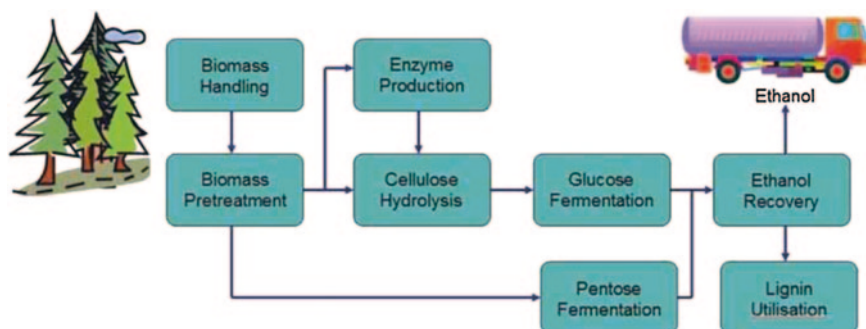 Biomass
Handling
Enzyme
Production
Ethanol
Biomass
Pretreatment
Cellulose
Hydrolysis
Glucose
Fermentation
Ethanol
Recovery
Pentose
Fermentation
Lignin
Utilisation